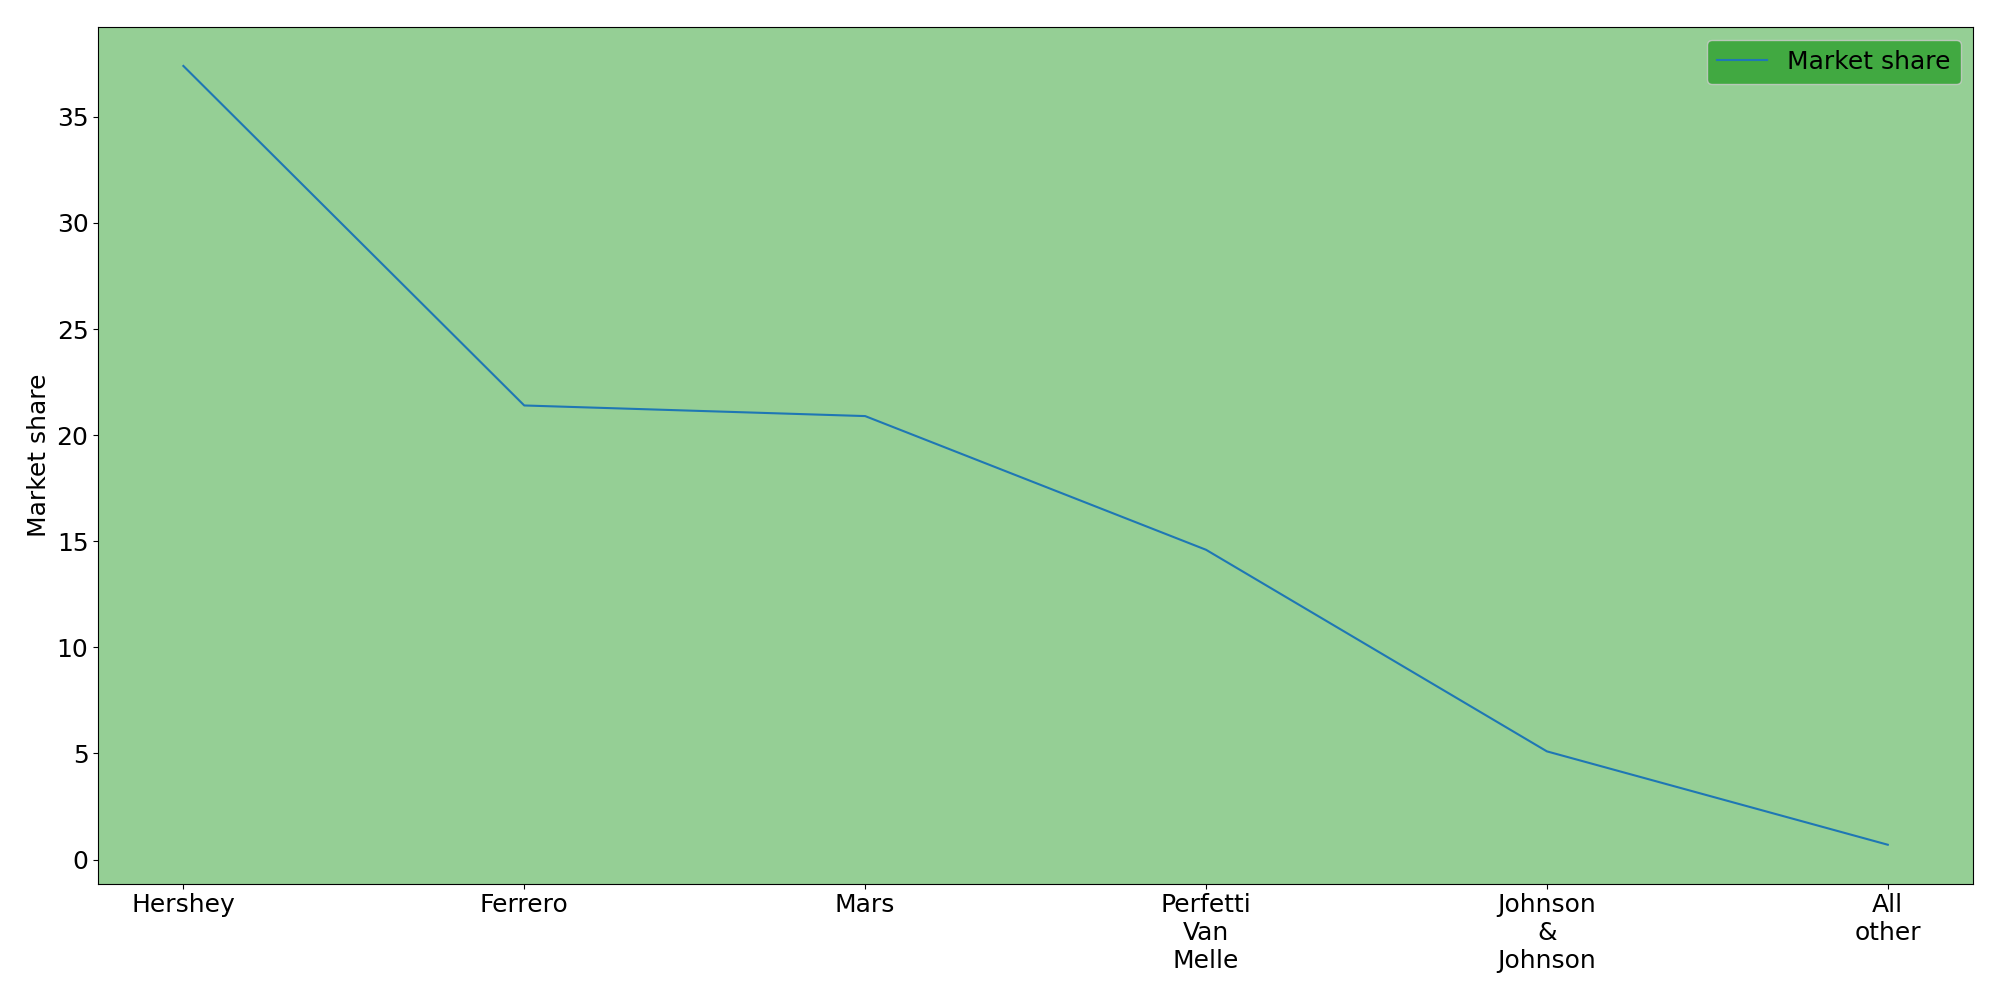 Market share
35
30
25
20
15
10
5
0
Market share
Hershey
Ferrero
Mars
Perfetti
Van
Melle
Johnson
&
Johnson
All
other